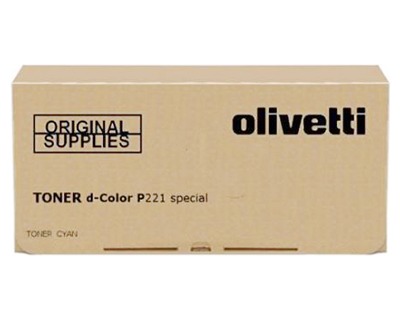 ORIGINAL
SUPPLIES
olivetti
TONER d-Color P221 special
TONER CYAN